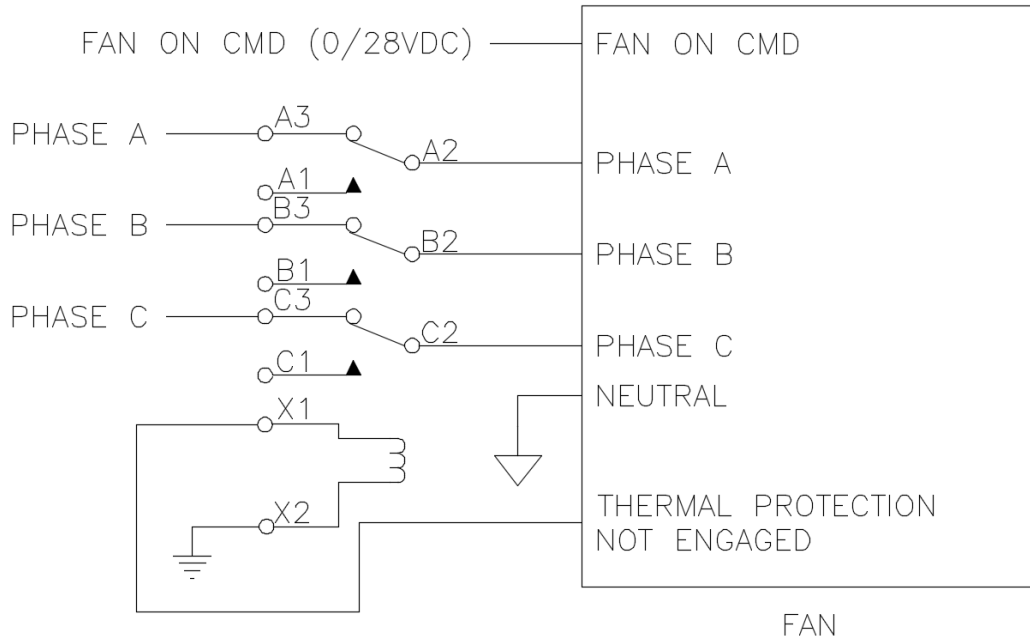 FAN ON CMD (0/28VDC)
FAN ON CMD
PHASE A
A3
A2
PHASE A
A1
PHASE B
B3
B2
PHASE B
B1
PHASE C
C3
C2
PHASE C
C1
NEUTRAL
X1
X2
THERMAL PROTECTION
NOT ENGAGED
FAN